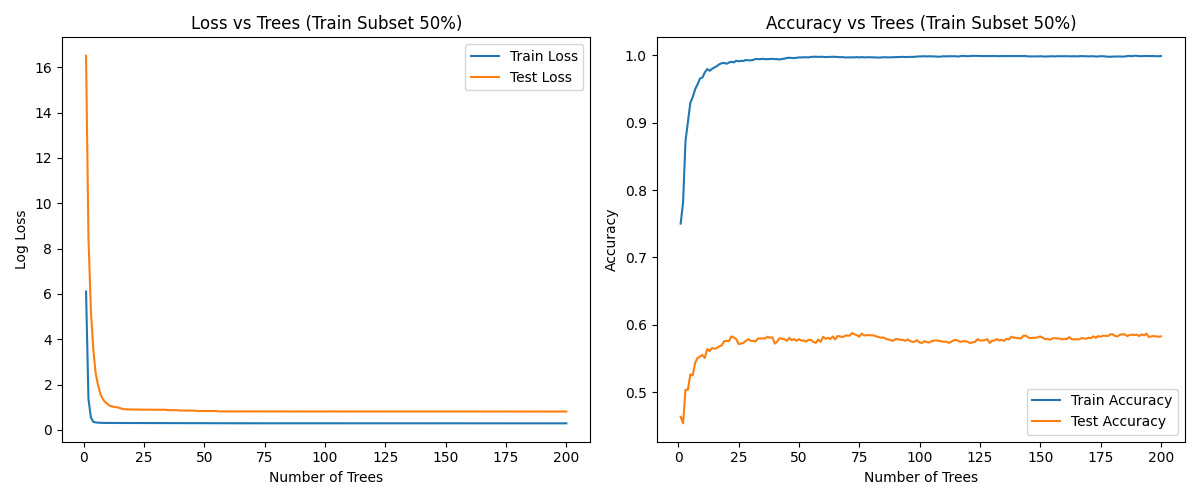 Loss vs Trees (Train Subset 50%)
Train Loss
Test Loss
Log Loss
16
14
12
10
8
6
4
2
0
0 25 50 75 100 125 150 175 200
Number of Trees
Accuracy vs Trees (Train Subset 50%)
Accuracy
1.0
0.9
0.8
0.7
0.6
0.5
Train Accuracy
Test Accuracy
0 25 50 75 100 125 150 175 200
Number of Trees